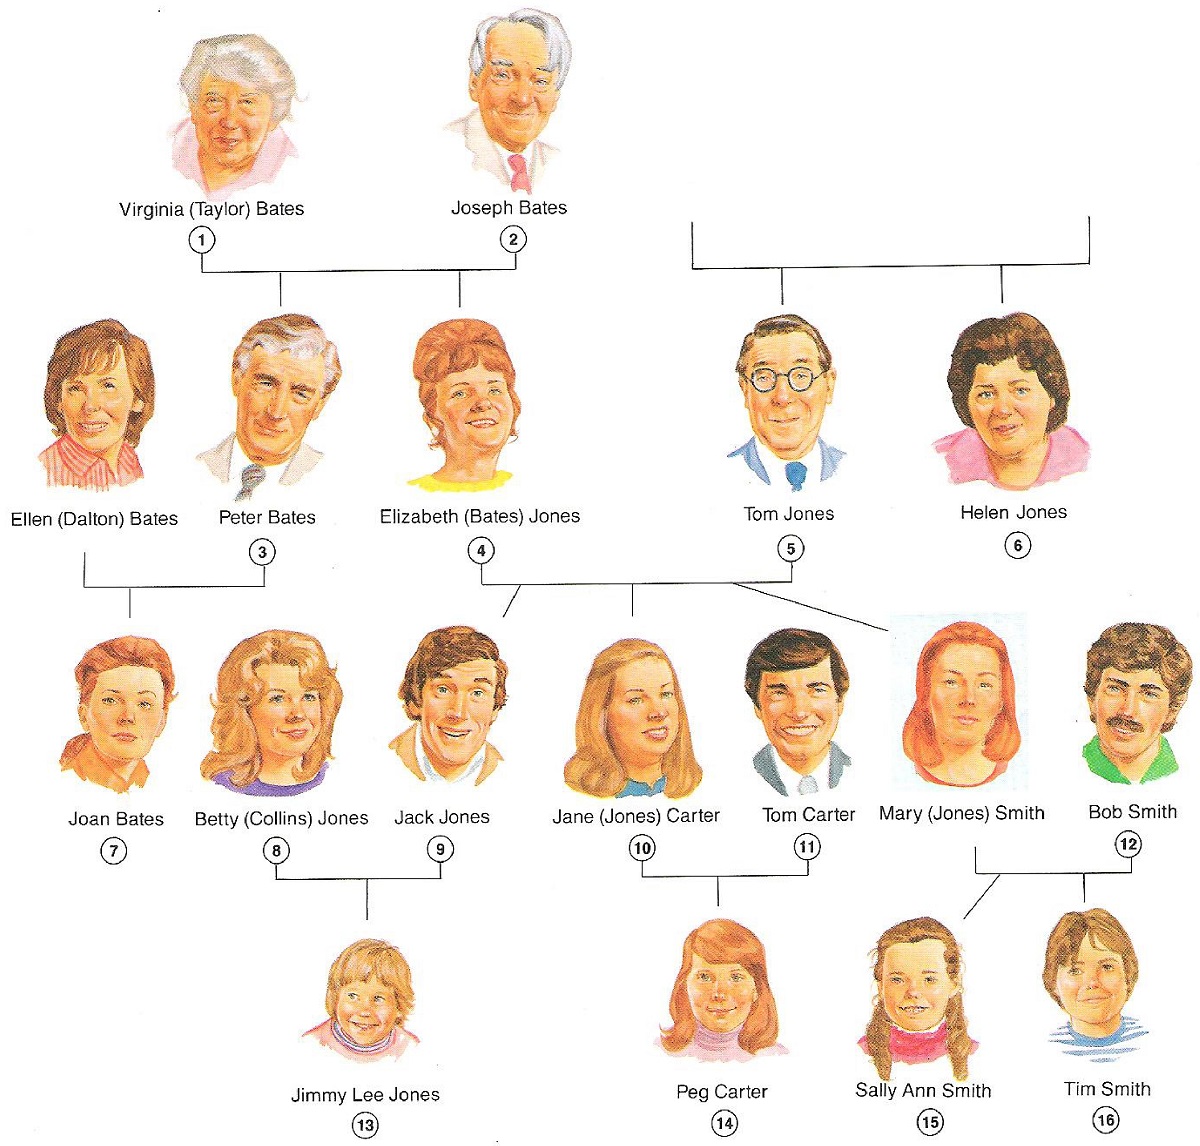 Virginia (Taylor) Bates
Joseph Bates
1
2
Ellen (Dalton) Bates
Peter Bates
Elizabeth (Bates) Jones
Tom Jones
Helen Jones
3
4
5
6
Joan Bates
Betty (Collins) Jones
Jack Jones
Jane (Jones) Carter
Tom Carter
Mary (Jones) Smith
Bob Smith
7
8
9
10
11
12
Jimmy Lee Jones
Peg Carter
Sally Ann Smith
Tim Smith
13
14
15
16